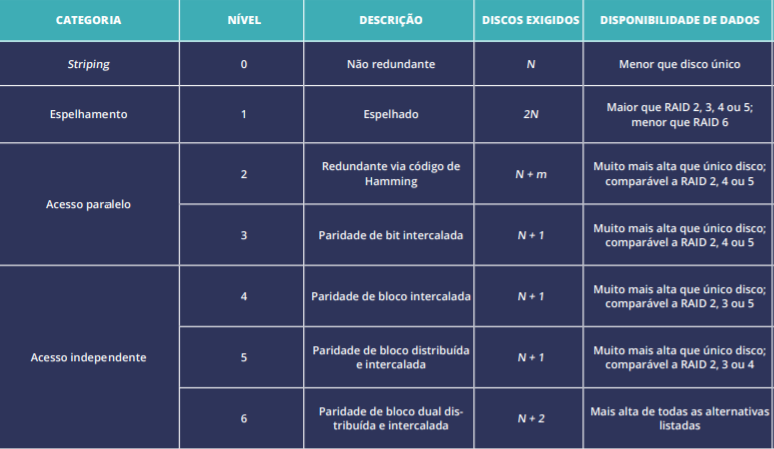 CATEGORIA NÍVEL DESCRIÇÃO DISCOS EXIGIDOS DISPONIBILIDADE DE DADOS
Striping 0 Não redundante N Menor que disco único
Espelhamento 1 Espelhado 2N Maior que RAID 2, 3, 4 ou 5;
menor que RAID 6
Acesso paralelo
2 Redundante via código de
Hamming
N + m Muito mais alta que único disco;
comparável a RAID 2, 4 ou 5
3 Paridade de bit intercalada N + 1 Muito mais alta que único disco;
comparável a RAID 2, 4 ou 5
Acesso independente
4 Paridade de bloco intercalada N + 1 Muito mais alta que único disco;
comparável a RAID 2, 3 ou 5
5 Paridade de bloco distribuída
e intercalada
N + 1 Muito mais alta que único disco;
comparável a RAID 2, 3 ou 4
6 Paridade de bloco dual dis-
tribuída e intercalada
N + 2 Mais alta de todas as alternativas
listadas